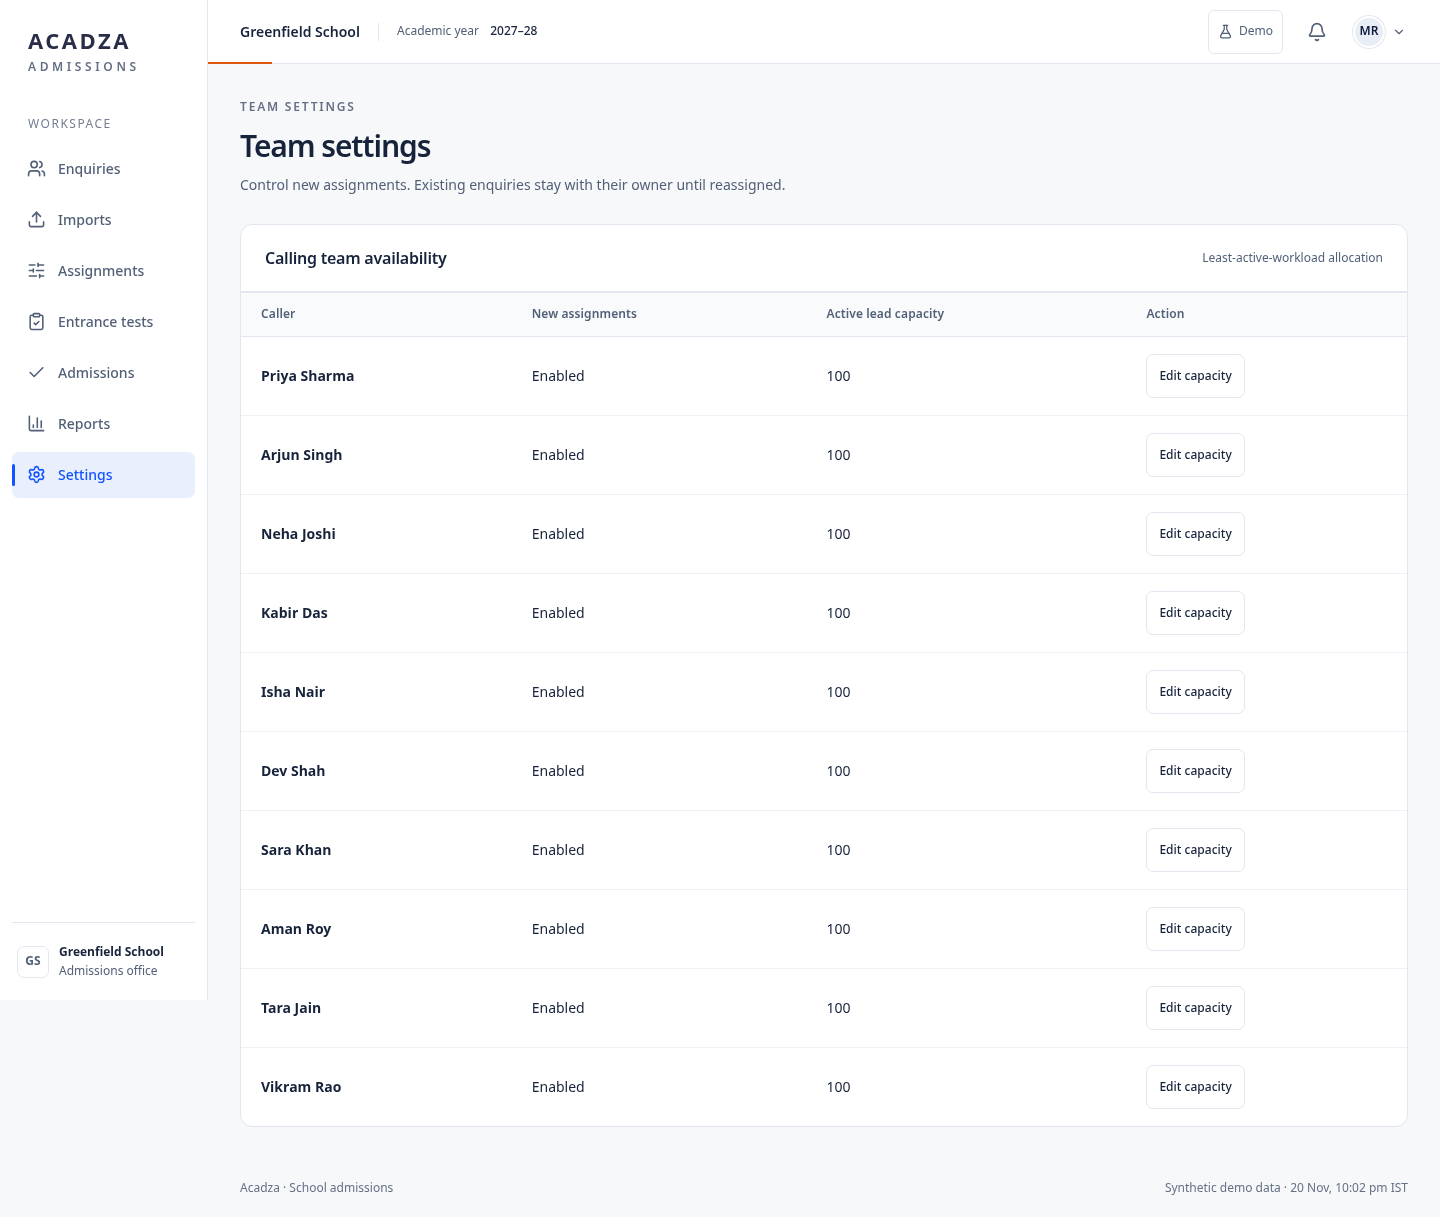 ACADZA
ADMISSIONS
WORKSPACE
Enquiries
Imports
Assignments
Entrance tests
Admissions
Reports
Settings
GS
Greenfield School
Admissions office
Greenfield School
Academic year 2027–28
Demo
MR
TEAM SETTINGS
Team settings
Control new assignments. Existing enquiries stay with their owner until reassigned.
Calling team availability
Least-active-workload allocation
Caller New assignments Active lead capacity Action
Priya Sharma Enabled 100 Edit capacity
Arjun Singh Enabled 100 Edit capacity
Neha Joshi Enabled 100 Edit capacity
Kabir Das Enabled 100 Edit capacity
Isha Nair Enabled 100 Edit capacity
Dev Shah Enabled 100 Edit capacity
Sara Khan Enabled 100 Edit capacity
Aman Roy Enabled 100 Edit capacity
Tara Jain Enabled 100 Edit capacity
Vikram Rao Enabled 100 Edit capacity
Acadza · School admissions
Synthetic demo data · 20 Nov, 10:02 pm IST